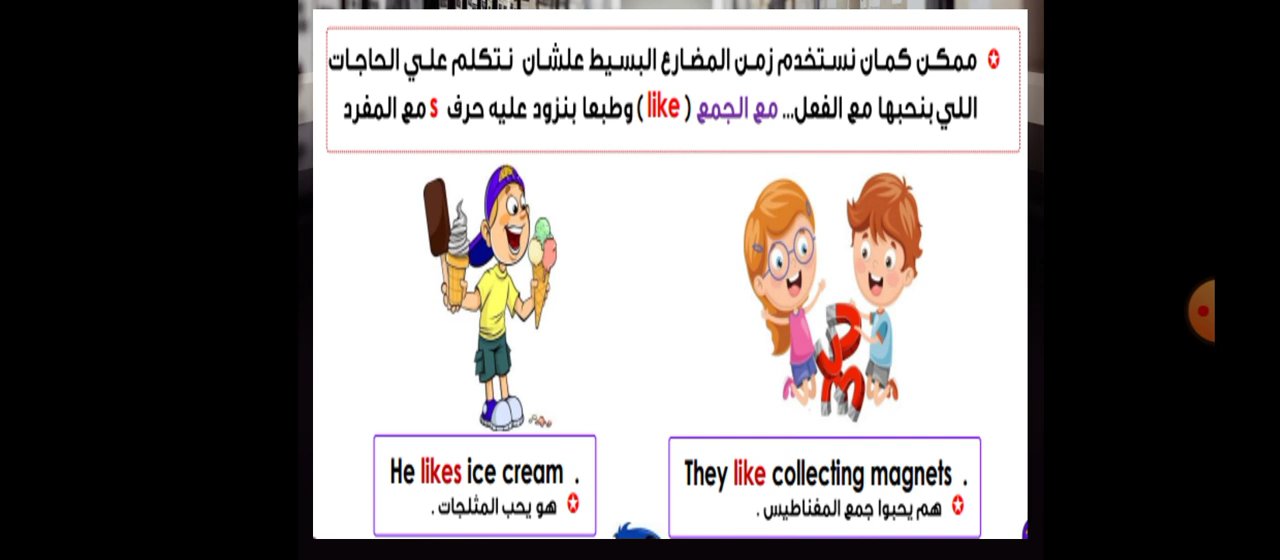 ممكن كمان نستخدم زمن المضارع البسيط علشان نتكلم علي الحاجات
اللي بنحبها مع الفعل... مع الجمع ( like ) وطبعا بنزود عليه حرف s مع المفرد
He likes ice cream .
هو يحب المثلجات .
They like collecting magnets .
هم يحبوا جمع المغناطيس .